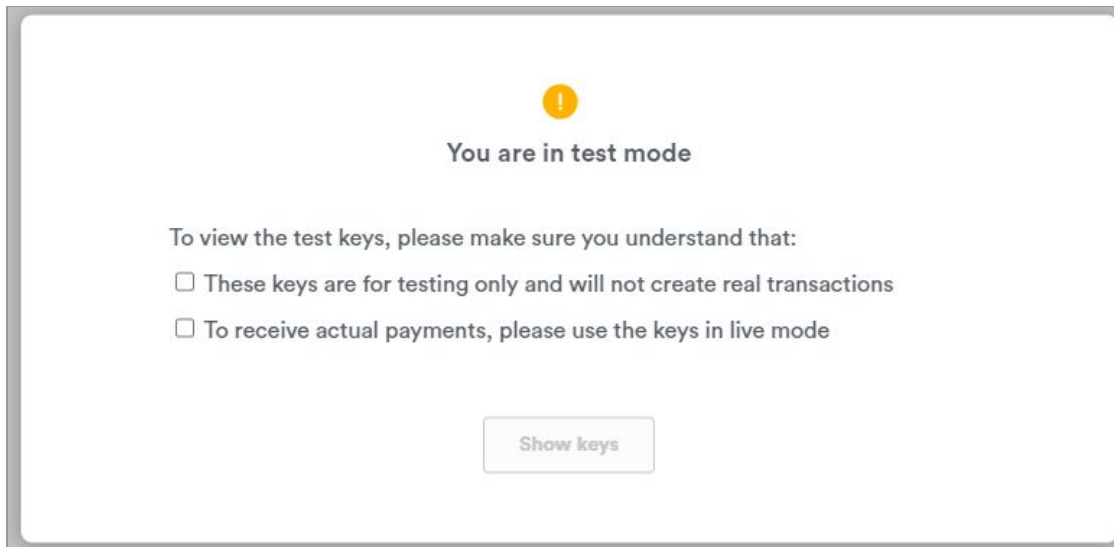 You are in test mode
To view the test keys, please make sure you understand that:
These keys are for testing only and will not create real transactions
To receive actual payments, please use the keys in live mode
Show keys